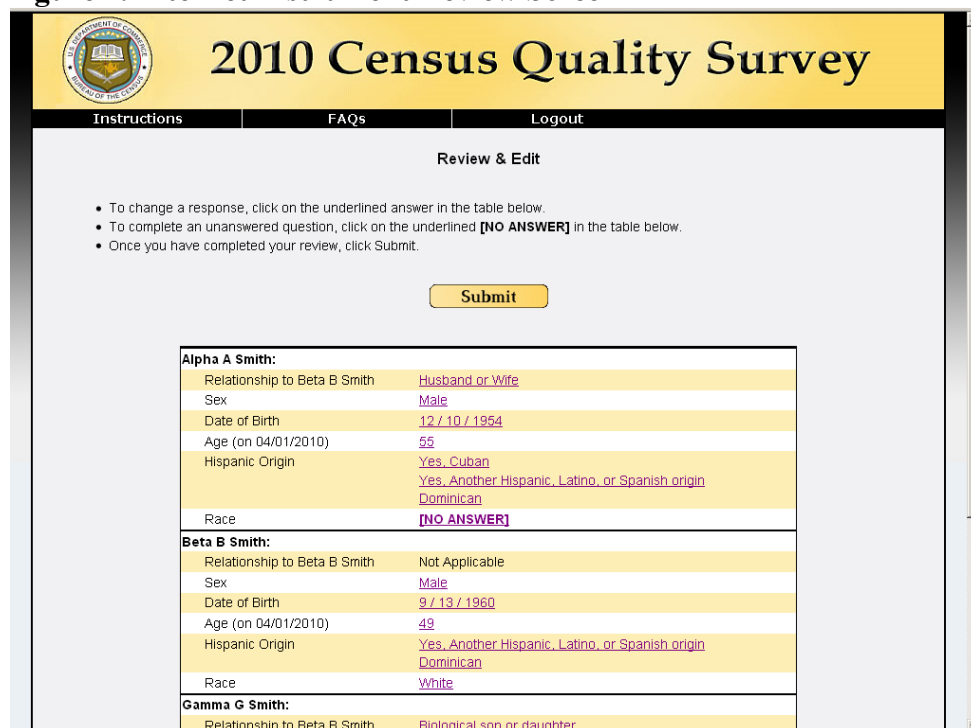 2010 Census Quality Survey
Instructions FAQs Logout
Review & Edit
• To change a response, click on the underlined answer in the table below.
• To complete an unanswered question, click on the underlined [NO ANSWER] in the table below.
• Once you have completed your review, click Submit.
Submit
Alpha A Smith:
Relationship to Beta B Smith Husband or Wife
Sex Male
Date of Birth 12 / 10 / 1954
Age (on 04/01/2010) 55
Hispanic Origin Yes, Cuban
Yes, Another Hispanic, Latino, or Spanish origin
Dominican
Race [NO ANSWER]
Beta B Smith:
Relationship to Beta B Smith Not Applicable
Sex Male
Date of Birth 9 / 13 / 1960
Age (on 04/01/2010) 49
Hispanic Origin Yes, Another Hispanic, Latino, or Spanish origin
Dominican
Race White
Gamma G Smith:
Relationship to Beta B Smith Biological son or daughter